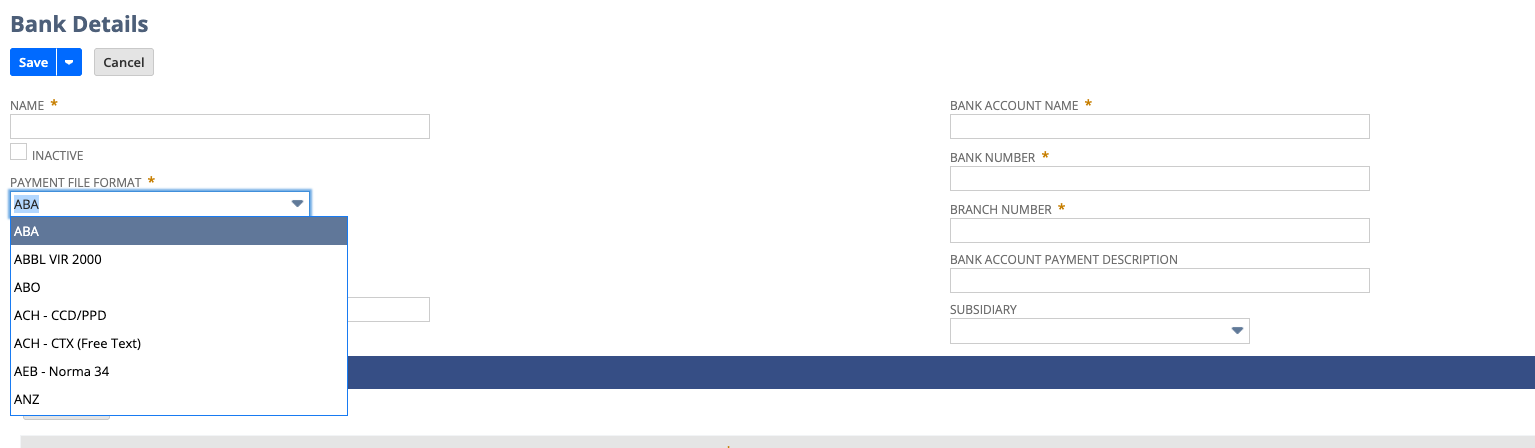 Bank Details
Save
Cancel
NAME *
INACTIVE
PAYMENT FILE FORMAT *
ABA
ABA
ABBL VIR 2000
ABO
ACH - CCD/PPD
ACH - CTX (Free Text)
AEB - Norma 34
ANZ
BANK ACCOUNT NAME *
BANK NUMBER *
BRANCH NUMBER *
BANK ACCOUNT PAYMENT DESCRIPTION
SUBSIDIARY